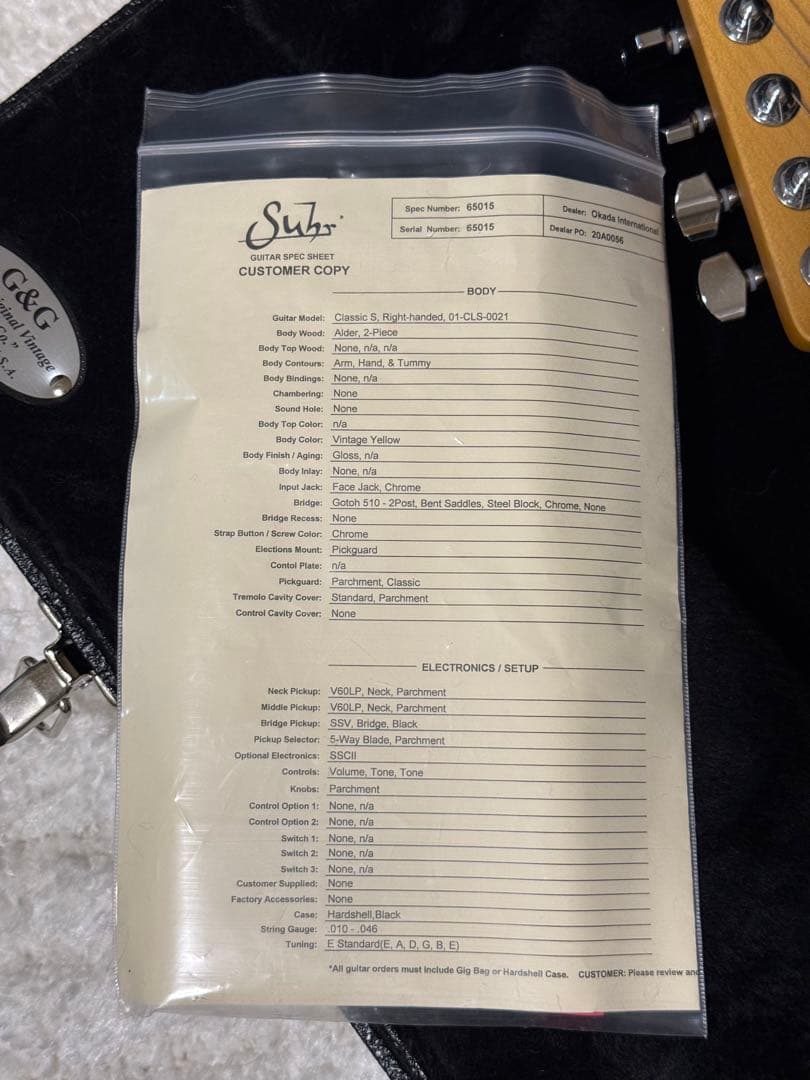 Suhr
GUITAR SPEC SHEET
CUSTOMER COPY
Spec Number: 65015
Dealer: Okada International
Serial Number: 65015
Dealar PO: 20A0056
G&G
Vintage
Co."
S.A.
BODY
Guitar Model: Classic S, Right-handed, 01-CLS-0021
Body Wood: Alder, 2-Piece
Body Top Wood: None, n/a, n/a
Body Contours: Arm, Hand, & Tummy
Body Bindings: None, n/a
Chambering: None
Sound Hole: None
Body Top Color: n/a
Body Color: Vintage Yellow
Body Finish / Aging: Gloss, n/a
Body Inlay: None, n/a
Input Jack: Face Jack, Chrome
Bridge: Gotoh 510 - 2Post, Bent Saddles, Steel Block, Chrome, None
Bridge Recess: None
Strap Button / Screw Color: Chrome
Elections Mount: Pickguard
Contol Plate: n/a
Pickguard: Parchment, Classic
Tremolo Cavity Cover: Standard, Parchment
Control Cavity Cover: None
ELECTRONICS / SETUP
Neck Pickup: V60LP, Neck, Parchment
Middle Pickup: V60LP, Neck, Parchment
Bridge Pickup: SSV, Bridge, Black
Pickup Selector: 5-Way Blade, Parchment
Optional Electronics: SSCII
Controls: Volume, Tone, Tone
Knobs: Parchment
Control Option 1: None, n/a
Control Option 2: None, n/a
Switch 1: None, n/a
Switch 2: None, n/a
Switch 3: None, n/a
Customer Supplied: None
Factory Accessories: None
Case: Hardshell,Black
String Gauge: .010 - .046
Tuning: E Standard(E, A, D, G, B, E)
*All guitar orders must Include Gig Bag or Hardshell Case. CUSTOMER: Please review and